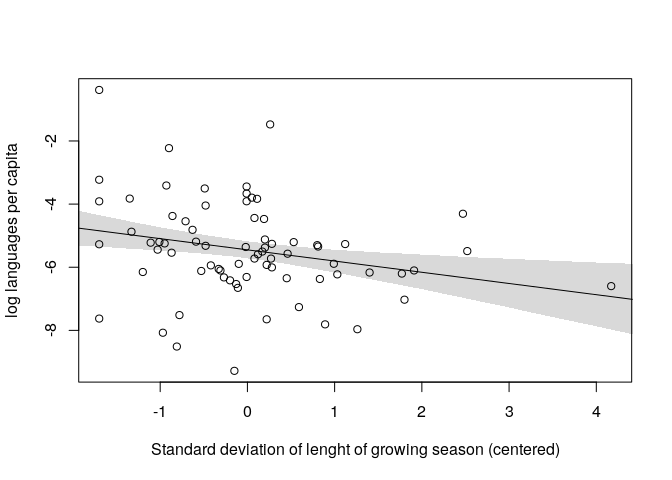 log languages per capita
-2
-4
-6
-8
-1 0 1 2 3 4
Standard deviation of lenght of growing season (centered)